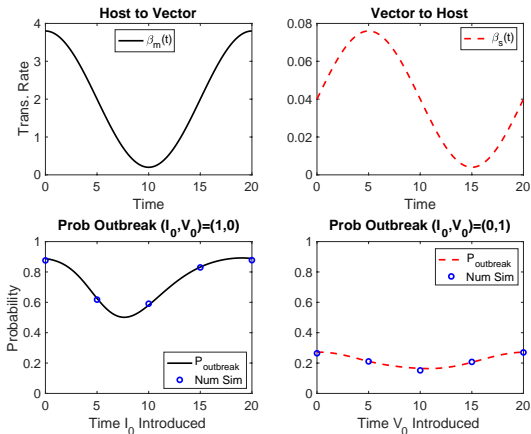 Host to Vector
β_m(t)
Trans. Rate
4
3
2
1
0
0 5 10 15 20
Time
Vector to Host
β_s(t)
0.08
0.06
0.04
0.02
0
0 5 10 15 20
Time
Prob Outbreak (I_0,V_0)=(1,0)
Probability
1
0.8
0.6
0.4
0.2
0
P_outbreak
Num Sim
0 5 10 15 20
Time I_0 Introduced
Prob Outbreak (I_0,V_0)=(0,1)
P_outbreak
Num Sim
1
0.8
0.6
0.4
0.2
0
0 5 10 15 20
Time V_0 Introduced